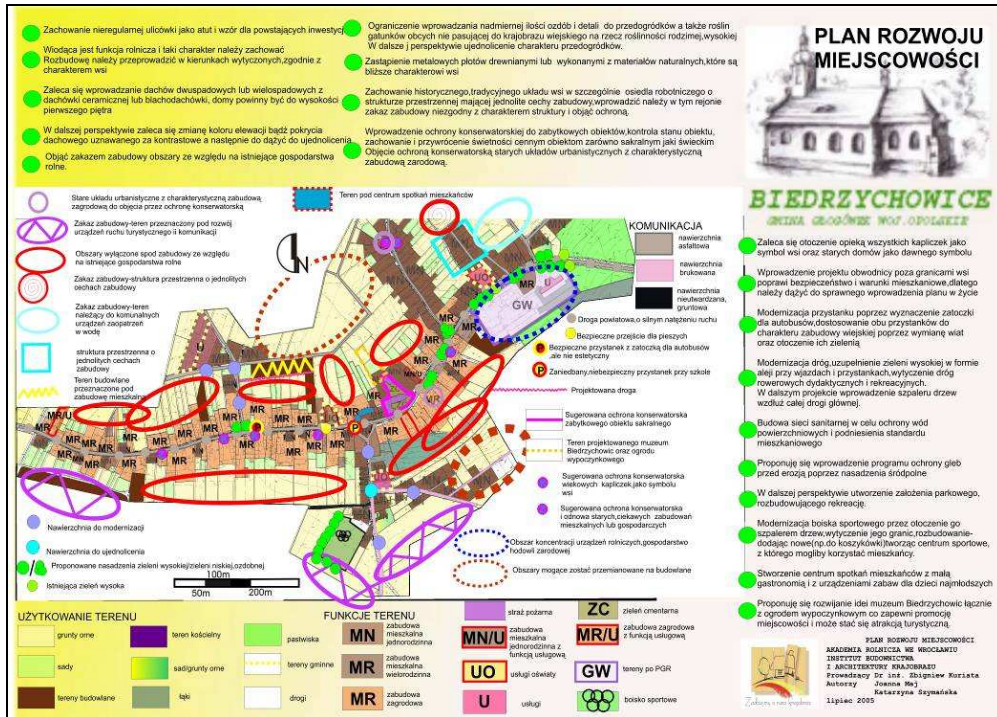 Zachowanie nieregularnej ulicówki jako atut i wzór dla powstających inwestycji
Wiodąca jest funkcja rolnicza i taki charakter należy zachować
Rozbudowę należy przeprowadzić w kierunkach wytyczonych,zgodnie z
charakterem wsi
Zaleca się wprowadzanie dachów dwuspadowych lub wielospadowych z
dachówki ceramicznej lub blachodachówki, domy powinny być do wysokości
pierwszego piętra
W dalszej perspektywie zaleca się zmianę koloru elewacji bądź pokrycia
dachowego uznawanego za kontrastowe a następnie do dążyć do ujednolicenia
Objąć zakazem zabudowy obszary ze względu na istniejące gospodarstwa
rolne.
Ograniczenie wprowadzania nadmiernej ilości ozdób i detali do przedogródków a także roślin
gatunków obcych nie pasującej do krajobrazu wiejskiego na rzecz roślinności rodzimej,wysokiej
W dalsze j perspektywie ujednolicenie charakteru przedogródków.
Zastąpienie metalowych płotów drewnianymi lub wykonanymi z materiałów naturalnych,które są
bliższe charakterowi wsi
Zachowanie historycznego,tradycyjnego układu wsi w szczególnie osiedla robotniczego o
strukturze przestrzennej mającej jednolite cechy zabudowy,wprowadzić należy w tym rejonie
zakaz zabudowy niezgodny z charakterem struktury i objąć ochroną.
Wprowadzenie ochrony konserwatorskiej do zabytkowych obiektów,kontrola stanu obiektu,
zachowanie i przywrócenie świetności cennym obiektom zarówno sakralnym jaki świeckim
Objęcie ochroną konserwatorską starych układów urbanistycznych z charakterystyczną
zabudową zarodową.
PLAN ROZWOJU
MIEJSCOWOŚCI
BIEDRZYCHOWICE
GMINA GŁOGÓWEK WOJ.OPOLSKIE
Stare układu urbanistyczne z charakterystyczną zabudową
zagrodową do objęcia przez ochronę konserwatorską
Zakaz zabudowy-teren przeznaczony pod rozwój
urządzeń ruchu turystycznego ii komunikacji
Obszary wyłączone spod zabudowy ze względu
na istniejące gospodarstwa rolne
Zakaz zabudowy-struktura przestrzenna o jednolitych
cechach zabudowy
Zakaz zabudowy-teren
należący do komunalnych
urządzeń zaopatrzeń
w wodę
struktura przestrzenna o
jednolitych cechach
zabudowy
Teren budowlane
przeznaczone pod
zabudowę mieszkalną
Teren pod centrum spotkań mieszkańców
N
KOMUNIKACJA
nawierzchnia
asfaltowa
nawierzchnia
brukowana
nawierzchnia
nieutwardzana,
gruntowa
Droga powiatowa,o silnym natężeniu ruchu
Bezpieczne przejście dla pieszych
P
Bezpieczne przystanek z zatoczką dla autobusów
,ale nie estetyczny
P
Zaniedbany,niebezpieczny przystanek przy szkole
Projektowana droga
Sugerowana ochrona konserwatorska
zabytkowego obiektu sakralnego
Teren projektowanego muzeum
Biedrzychowic oraz ogrodu
wypoczynkowego
Sugerowana ochrona konserwatorska
wiekowych kapliczek,jako symbolu
wsi
Sugerowana ochrona konserwatorska
i odnowa starych,ciekawych zabudowań
mieszkalnych lub gospodarczych
Obszar koncentracji urządzeń rolniczych,gospodarstwo
hodowli zarodowej
Obszary mogące zostać przemianowane na budowlane
MR
U
GW
UO
MN/U
MR/U
MR
MR
MR
MN
P
Nawierzchnia do modernizacji
Nawierzchnia do ujednolicenia
Proponowane nasadzenia zieleni wysokiej/zieleni niskiej,ozdobnej
Istniejąca zieleń wysoka
100m
50m
200m
Zaleca się otoczenie opieką wszystkich kapliczek jako
symbol wsi oraz starych domów jako dawnego symbolu
Wprowadzenie projektu obwodnicy poza granicami wsi
poprawi bezpieczeństwo i warunki mieszkaniowe,dlatego
należy dążyć do sprawnego wprowadzenia planu w życie
Modernizacja przystanku poprzez wyznaczenie zatoczki
dla autobusów,dostosowanie obu przystanków do
charakteru zabudowy wiejskiej poprzez wymianę wiat
oraz otoczenie ich zielenią
Modernizacja dróg,uzupełnienie zieleni wysokiej w formie
aleji przy wjazdach i przystankach,wytyczenie dróg
rowerowych dydaktycznych i rekreacyjnych.
W dalszym projekcie wprowadzenie szpaleru drzew
wzdłuż całej drogi głównej.
Budowa sieci sanitarnej w celu ochrony wód
powierzchniowych i podniesienia standardu
mieszkaniowego
Proponuję się wprowadzenie programu ochrony gleb
przed erozją poprzez nasadzenia śródpolne
W dalszej perspektywie utworzenie założenia parkowego,
rozbudowującego rekreację.
Modernizacja boiska sportowego przez otoczenie go
szpalerem drzew,wytyczenie jego granic,rozbudowanie-
dodając nowe(np.do koszykówki)tworząc centrum sportowe,
z którego mogliby korzystać mieszkańcy.
Stworzenie centrum spotkań mieszkańców z małą
gastronomią i z urządzeniami zabaw dla dzieci najmłodszych
Proponuję się rozwijanie idei muzeum Biedrzychowic łącznie
z ogrodem wypoczynkowym co zapewni promocję
miejscowości i może stać się atrakcją turystyczną.
UŻYTKOWANIE TERENU
grunty orne
sady
tereny budowlane
teren kościelny
sad/grunty orne
łąki
pastwiska
tereny gminne
drogi
FUNKCJE TERENU
MN zabudowa mieszkalna jednorodzinna
MR zabudowa mieszkalna wielorodzinna
MR zabudowa zagrodowa
straż pożarna
MN/U zabudowa mieszkalna jednorodzinna z funkcją usługową
UO usługi oświaty
U usługi
ZC zieleń cmentarna
MR/U zabudowa zagrodowa z funkcją usługową
GW tereny po PGR
boisko sportowe
PLAN ROZWOJU MIEJSCOWOŚCI
AKADEMIA ROLNICZA WE WROCŁAWIU
INSTYTUT BUDOWNICTWA
I ARCHITEKTURY KRAJOBRAZU
Prowadzący Dr inż. Zbigniew Kuriata
Autorzy Joanna Maj
Katarzyna Szymańska
lipiec 2005